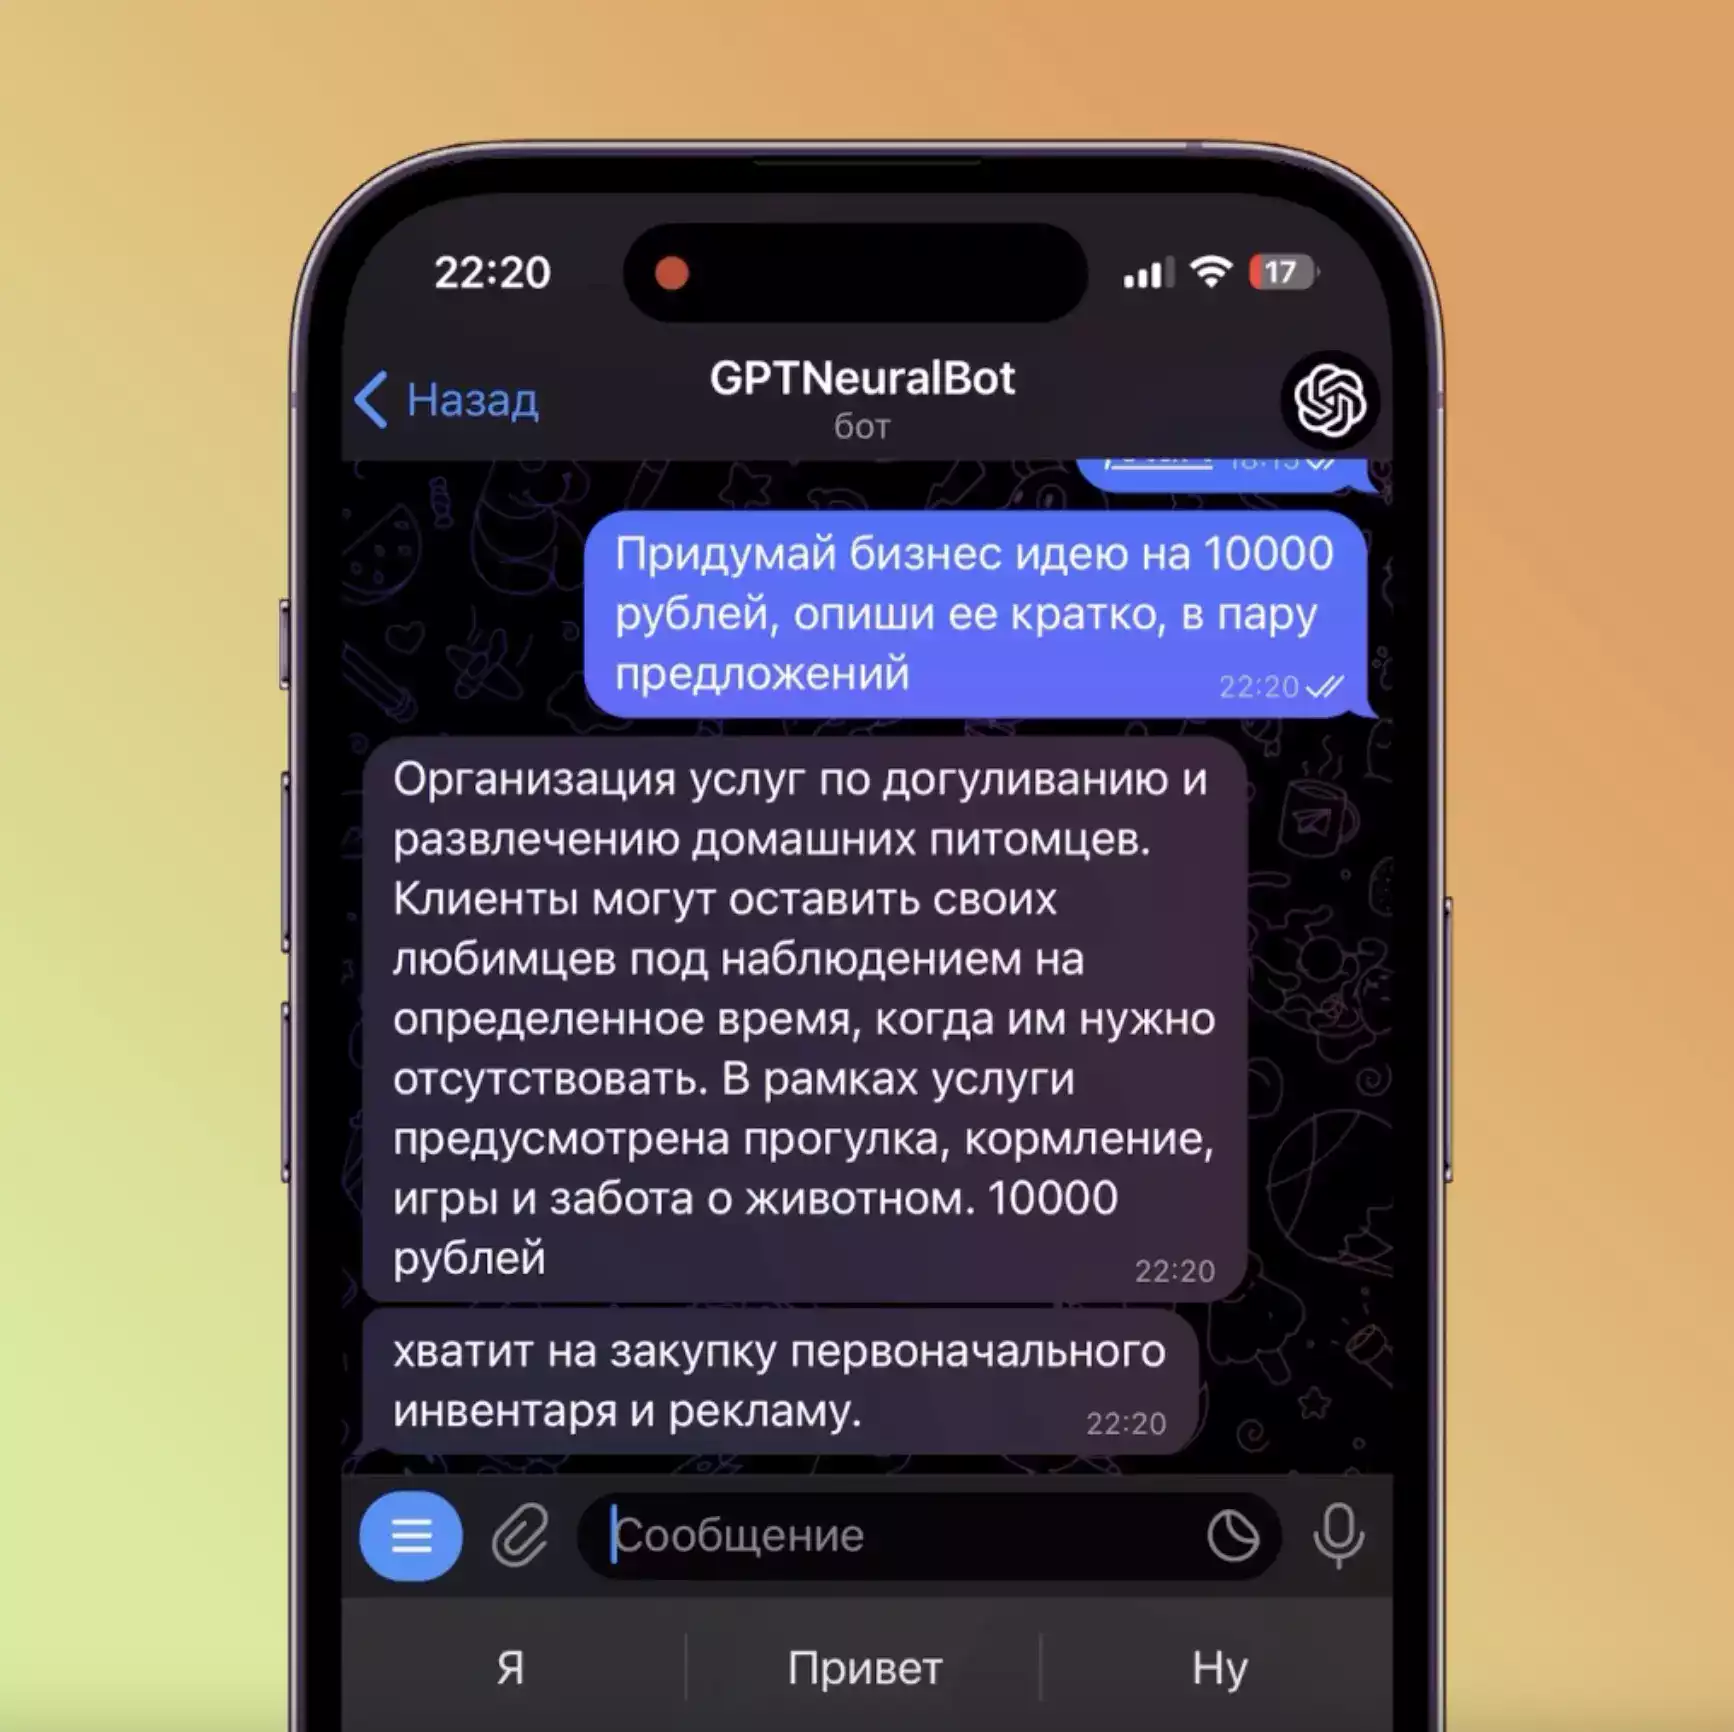 22:20
17
Назад
GPTNeuralBot
бот
Придумай бизнес идею на 10000
рублей, опиши ее кратко, в пару
предложений
22:20
Организация услуг по догуливанию и
развлечению домашних питомцев.
Клиенты могут оставить своих
любимцев под наблюдением на
определенное время, когда им нужно
отсутствовать. В рамках услуги
предусмотрена прогулка, кормление,
игры и забота о животном. 10000
рублей
22:20
хватит на закупку первоначального
инвентаря и рекламу.
22:20
Сообщение
Я
Привет
Ну